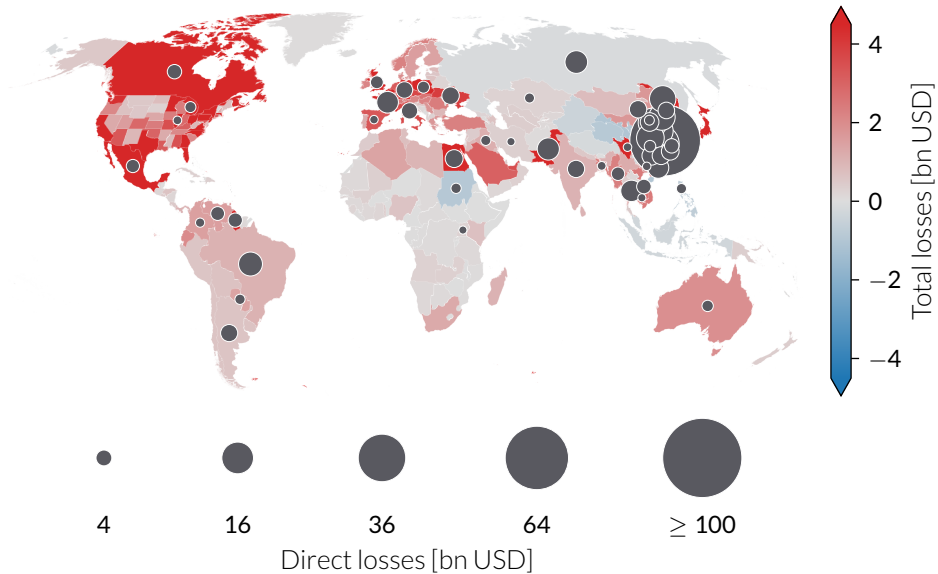 4
2
0
−2
−4
Total losses [bn USD]
4 16 36 64 ≥ 100
Direct losses [bn USD]